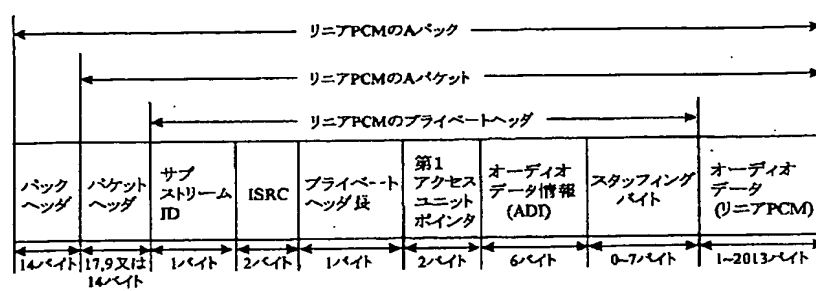 リニアPCMのAパック
リニアPCMのAパケット
リニアPCMのプライベートヘッダ
パック
ヘッダ
パケット
ヘッダ
サブ
ストリーム
ID
ISRC
プライベート
ヘッダ長
第1
アクセス
ユニット
ポインタ
オーディオ
データ情報
(ADI)
スタッフィング
バイト
オーディオ
データ
(リニアPCM)
14バイト
17,9又は
14バイト
1バイト
2バイト
1バイト
2バイト
6バイト
0~7バイト
1~2013バイト